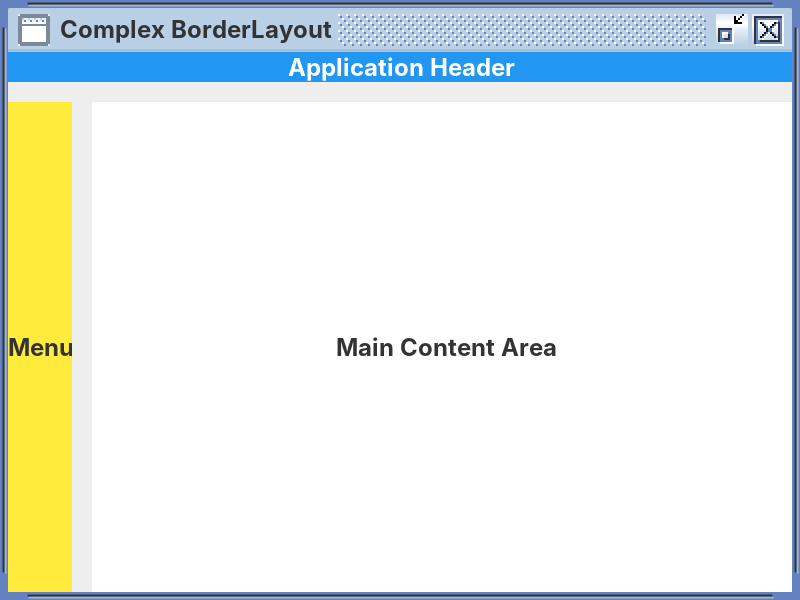 Complex BorderLayout
Application Header
Menu
Main Content Area